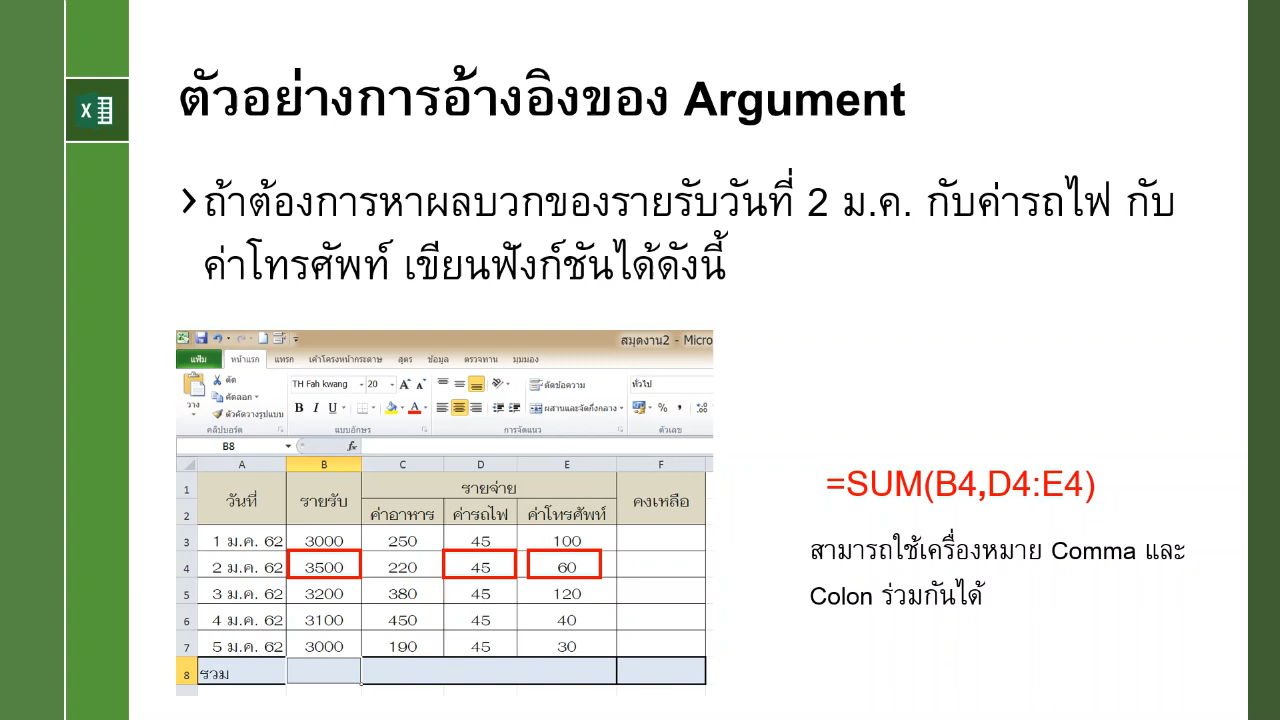 ตัวอย่างการอ้างอิงของ Argument
ถ้าต้องการหาผลบวกของรายรับวันที่ 2 ม.ค. กับค่ารถไฟ กับ
ค่าโทรศัพท์ เขียนฟังก์ชันได้ดังนี้
สมุดงาน2 - Micro
แฟ้ม หน้าแรก แทรก เค้าโครงหน้ากระดาษ สูตร ข้อมูล ตรวจทาน มุมมอง
วาง
ตัด
คัดลอก
ตัวคัดวางรูปแบบ
TH Fah kwang 20 A A
ตัดข้อความ
ทั่วไป
B I U A
ผสานและจัดกึ่งกลาง
% , .00
คลิปบอร์ด แบบอักษร การจัดแนว ตัวเลข
B8 fx
A B C D E F
1 วันที่ รายรับ รายจ่าย คงเหลือ
2 ค่าอาหาร ค่ารถไฟ ค่าโทรศัพท์
3 1 ม.ค. 62 3000 250 45 100
4 2 ม.ค. 62 3500 220 45 60
5 3 ม.ค. 62 3200 380 45 120
6 4 ม.ค. 62 3100 450 45 40
7 5 ม.ค. 62 3000 190 45 30
8 รวม
=SUM(B4,D4:E4)
สามารถใช้เครื่องหมาย Comma และ
Colon ร่วมกันได้